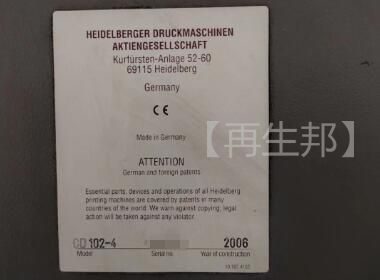 HEIDELBERGER DRUCKMASCHINEN
AKTIENGESELLSCHAFT
Kurfürsten-Anlage 52-60
69115 Heidelberg
Germany
CE
Made in Germany
【再生邦】
ATTENTION
German and foreign patents
Essential parts, devices and operations of all Heidelberg
printing machines are covered by patents in many
countries of the world. We warn against copying; legal
action will be taken against any violator.
CD 102-4 2006
Model Serial no. Year of construction